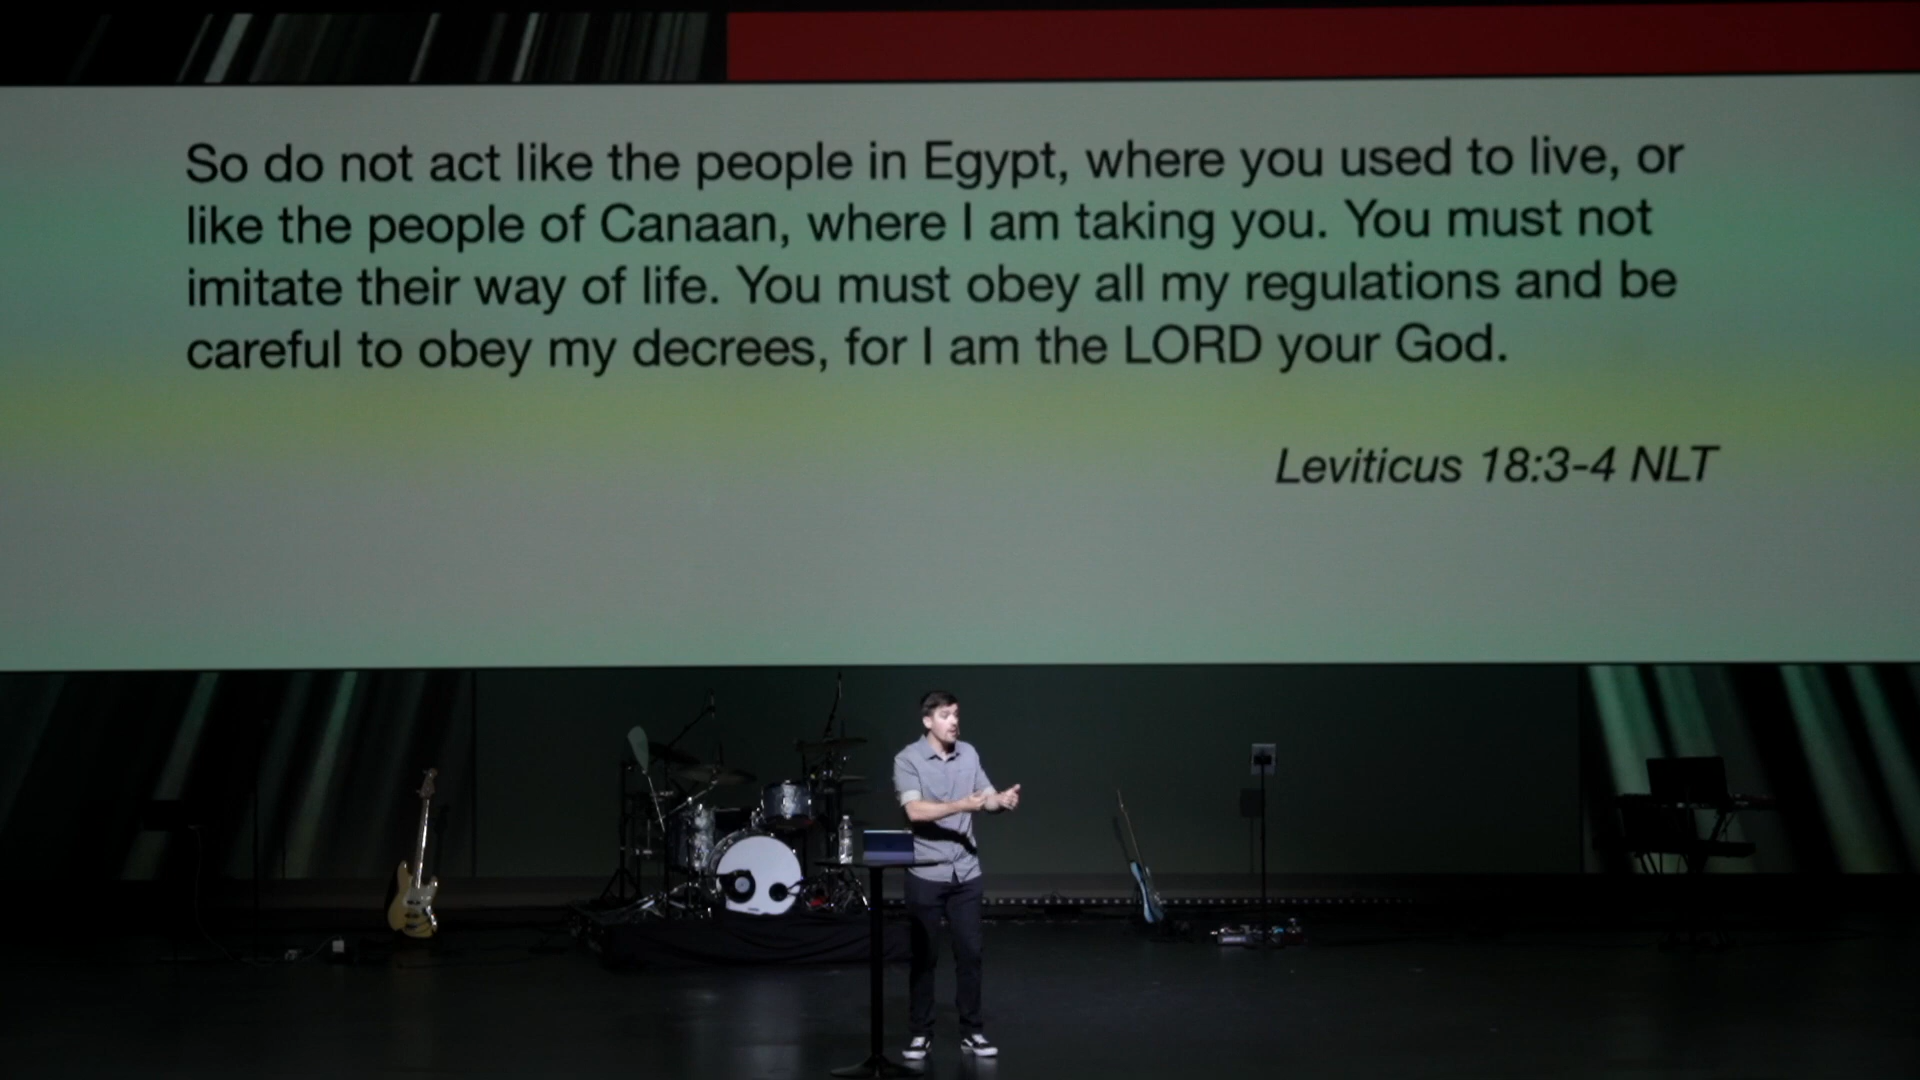 So do not act like the people in Egypt, where you used to live, or
like the people of Canaan, where I am taking you. You must not
imitate their way of life. You must obey all my regulations and be
careful to obey my decrees, for I am the LORD your God.
Leviticus 18:3-4 NLT